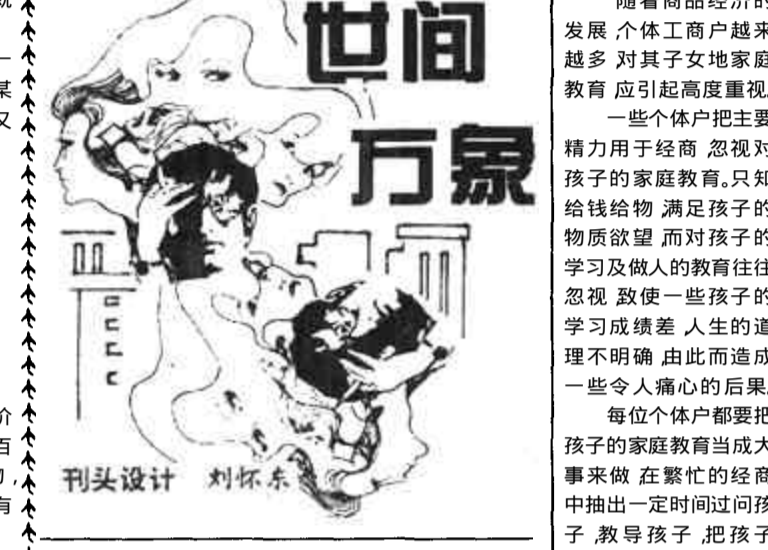 世间
万象
刊头设计 刘怀东
随着商品经济的
发展,个体工商户越来
越多,对其子女地家庭
教育,应引起高度重视。
一些个体户把主要
精力用于经商,忽视对
孩子的家庭教育。只知
给钱给物,满足孩子的
物质欲望,而对孩子的
学习及做人的教育往往
忽视,致使一些孩子的
学习成绩差,人生的道
理不明确,由此而造成
一些令人痛心的后果。
每位个体户都要把
孩子的家庭教育当成大
事来做,在繁忙的经商
中抽出一定时间过问孩
子,教导孩子,把孩子
某
又
价
百
有